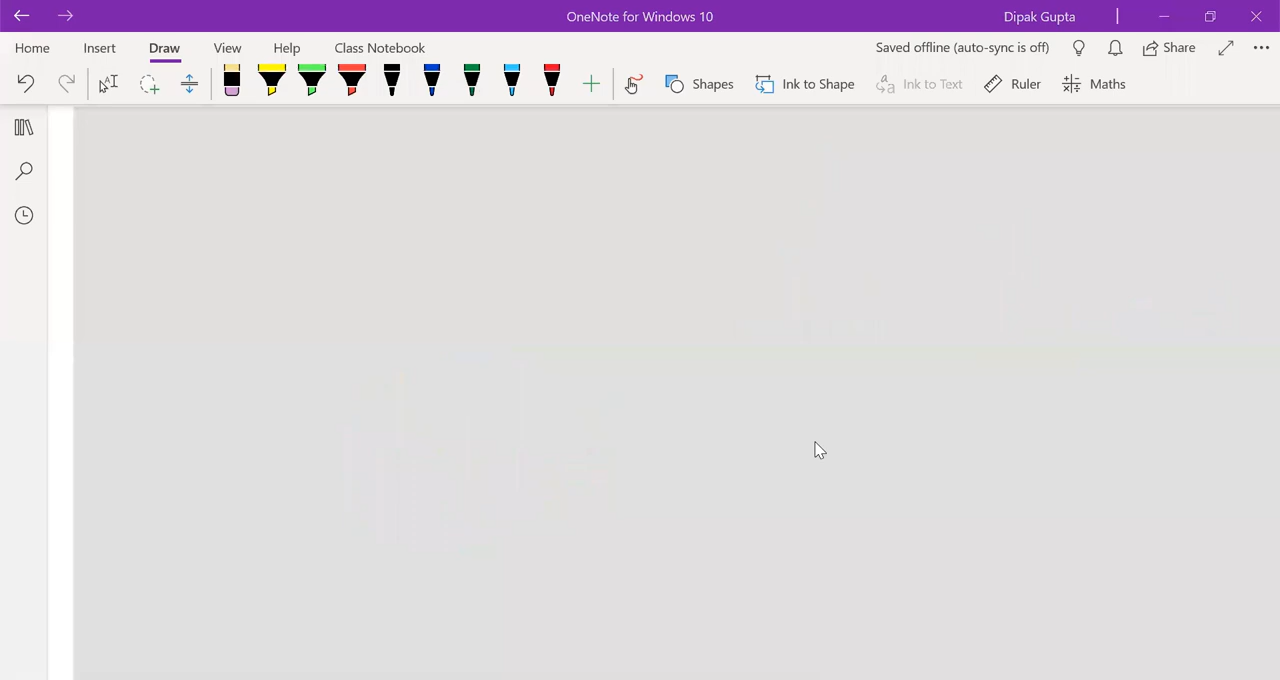 OneNote for Windows 10
Dipak Gupta
Home Insert Draw View Help Class Notebook
Saved offline (auto-sync is off)
Share
Shapes
Ink to Shape
Ink to Text
Ruler
Maths